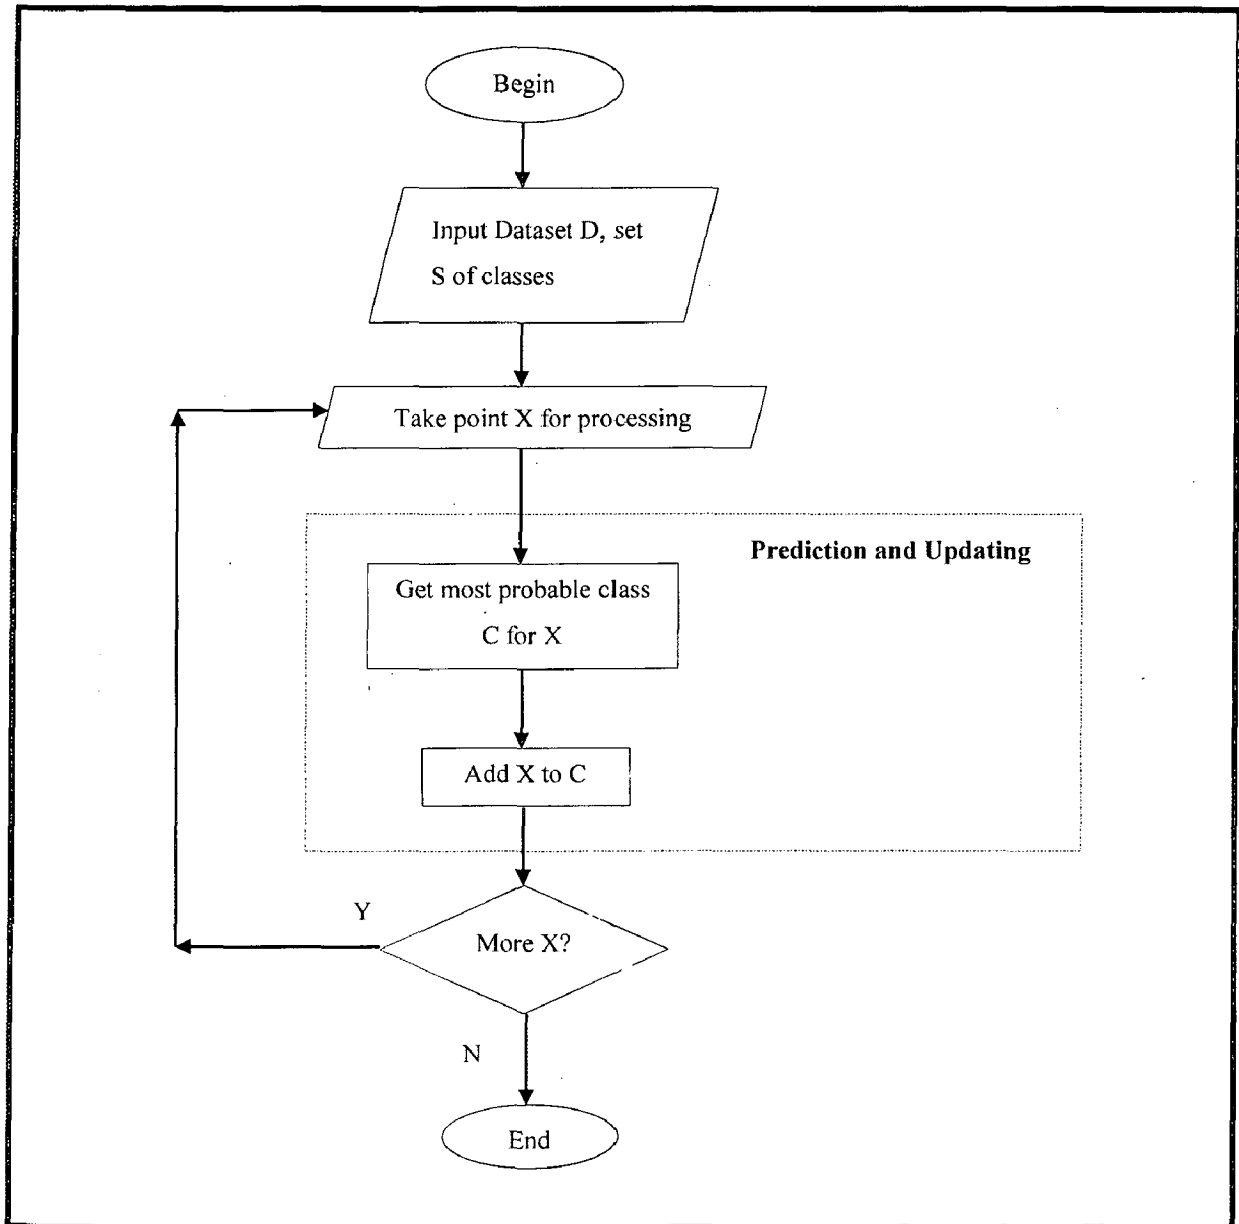 Begin
Input Dataset D, set
S of classes
Take point X for processing
Prediction and Updating
Get most probable class
C for X
Add X to C
Y
More X?
N
End